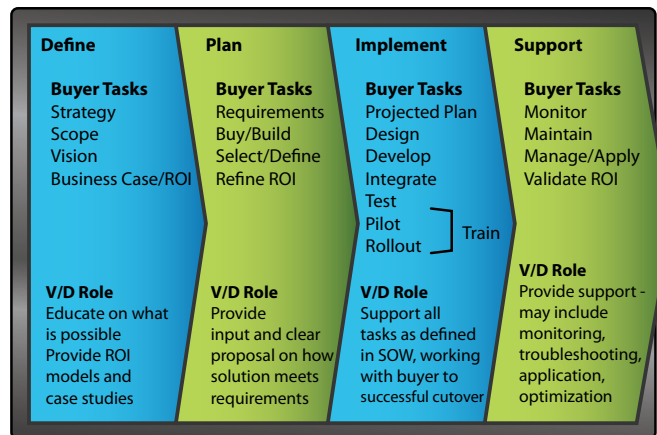 Define
Buyer Tasks
Strategy
Scope
Vision
Business Case/ROI
V/D Role
Educate on what
is possible
Provide ROI
models and
case studies
Plan
Buyer Tasks
Requirements
Buy/Build
Select/Define
Refine ROI
V/D Role
Provide
input and clear
proposal on how
solution meets
requirements
Implement
Buyer Tasks
Projected Plan
Design
Develop
Integrate
Test
Pilot
Rollout
Train
V/D Role
Support all
tasks as defined
in SOW, working
with buyer to
successful cutover
Support
Buyer Tasks
Monitor
Maintain
Manage/Apply
Validate ROI
V/D Role
Provide support -
may include
monitoring,
troubleshooting,
application,
optimization